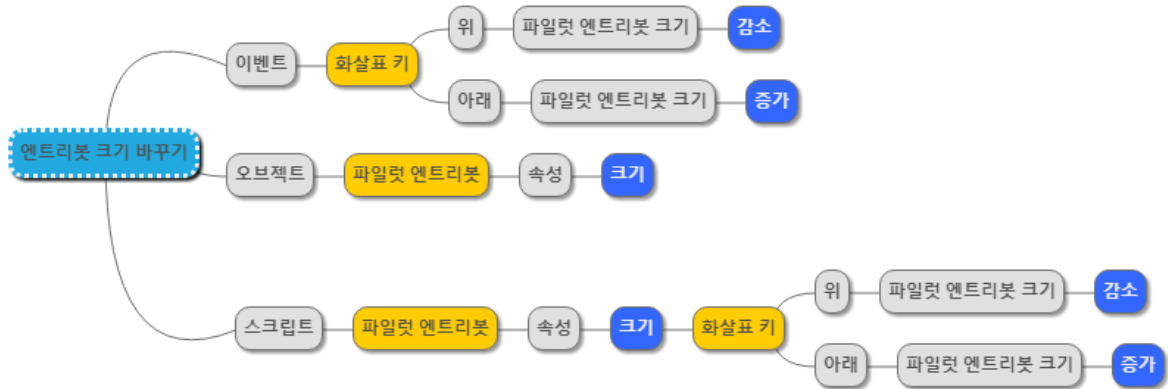 엔트리봇 크기 바꾸기
이벤트
화살표 키
위
파일럿 엔트리봇 크기
감소
아래
파일럿 엔트리봇 크기
증가
오브젝트
파일럿 엔트리봇
속성
크기
스크립트
파일럿 엔트리봇
속성
크기
화살표 키
위
파일럿 엔트리봇 크기
감소
아래
파일럿 엔트리봇 크기
증가